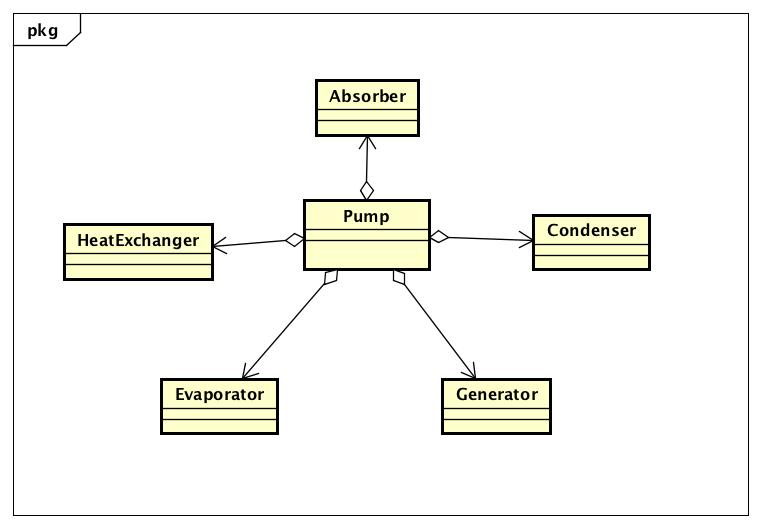 pkg
Absorber
Pump
HeatExchanger
Condenser
Evaporator
Generator